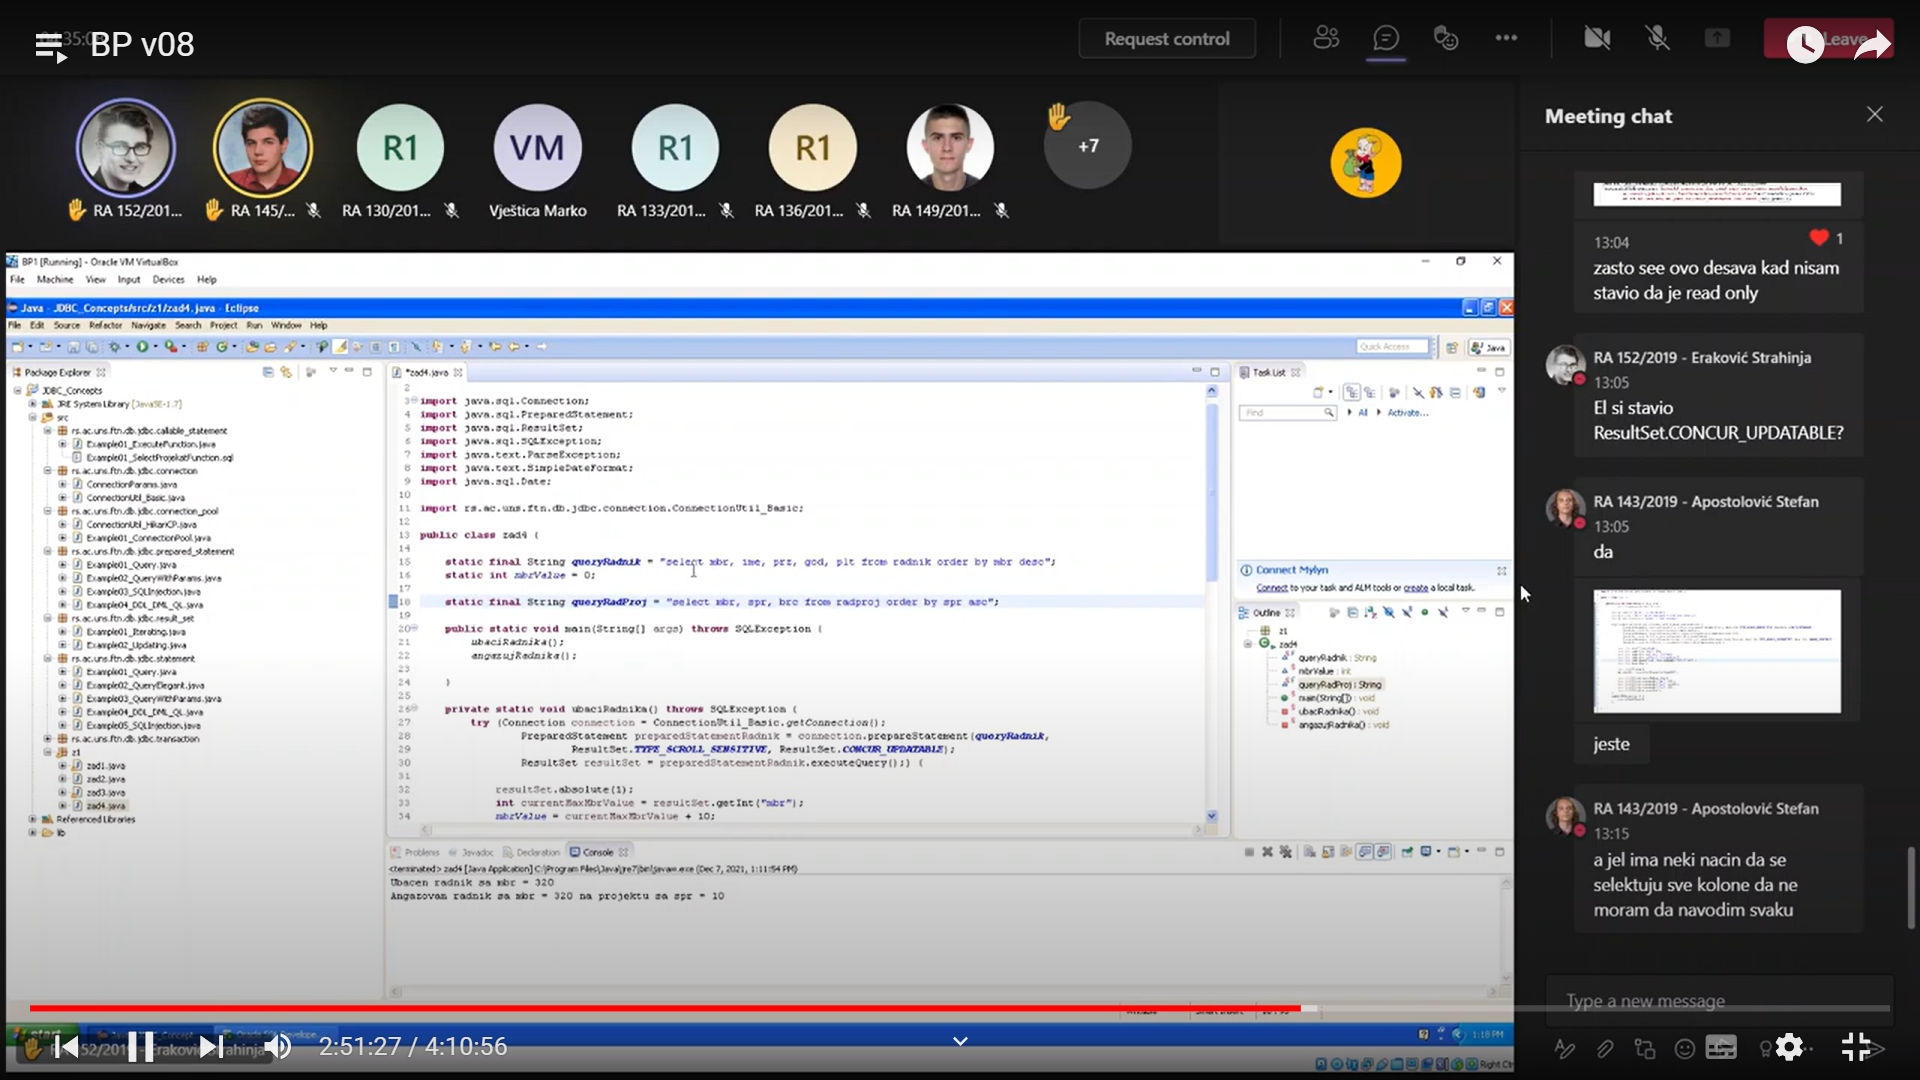 BP v08
Request control
Leave
RA 152/201...
RA 145/...
R1
RA 130/201...
VM
Vještica Marko
R1
RA 133/201...
R1
RA 136/201...
RA 149/201...
+7
Meeting chat
13:04
1
zasto see ovo desava kad nisam
stavio da je read only
RA 152/2019 - Eraković Strahinja
13:05
El si stavio
ResultSet.CONCUR_UPDATABLE?
RA 143/2019 - Apostolović Stefan
13:05
da
jeste
RA 143/2019 - Apostolović Stefan
13:15
a jel ima neki nacin da se
selektuju sve kolone da ne
moram da navodim svaku
Type a new message
BP1 [Running] - Oracle VM VirtualBox
File Machine View Input Devices Help
Java - JDBC_Concepts/src/z1/zad4.java - Eclipse
File Edit Source Refactor Navigate Search Project Run Window Help
Quick Access
Java
Package Explorer
JDBC_Concepts
JRE System Library [JavaSE-1.7]
src
rs.ac.uns.ftn.db.jdbc.callable_statement
Example01_ExecuteFunction.java
Example01_SelectProjekatFunction.sql
rs.ac.uns.ftn.db.jdbc.connection
ConnectionParams.java
ConnectionUtil_Basic.java
rs.ac.uns.ftn.db.jdbc.connection_pool
ConnectionUtil_HikariCP.java
Example01_ConnectionPool.java
rs.ac.uns.ftn.db.jdbc.prepared_statement
Example01_Query.java
Example02_QueryWithParams.java
Example03_SQLInjection.java
Example04_DDL_DML_QL.java
rs.ac.uns.ftn.db.jdbc.result_set
Example01_Iterating.java
Example02_Updating.java
rs.ac.uns.ftn.db.jdbc.statement
Example01_Query.java
Example02_QueryElegant.java
Example03_QueryWithParams.java
Example04_DDL_DML_QL.java
Example05_SQLInjection.java
rs.ac.uns.ftn.db.jdbc.transaction
z1
zad1.java
zad2.java
zad3.java
zad4.java
Referenced Libraries
lib
*zad4.java
2
3 import java.sql.Connection;
4 import java.sql.PreparedStatement;
5 import java.sql.ResultSet;
6 import java.sql.SQLException;
7 import java.text.ParseException;
8 import java.text.SimpleDateFormat;
9 import java.sql.Date;
10
11 import rs.ac.uns.ftn.db.jdbc.connection.ConnectionUtil_Basic;
12
13 public class zad4 {
14
15 static final String queryRadnik = "select mbr, ime, prz, god, plt from radnik order by mbr desc";
16 static int mbrValue = 0;
17
18 static final String queryRadProj = "select mbr, spr, brc from radproj order by spr asc";
19
20 public static void main(String[] args) throws SQLException {
21 ubaciRadnika();
22 angazujRadnika();
23
24 }
25
26 private static void ubaciRadnika() throws SQLException {
27 try (Connection connection = ConnectionUtil_Basic.getConnection();
28 PreparedStatement preparedStatementRadnik = connection.prepareStatement(queryRadnik,
29 ResultSet.TYPE_SCROLL_SENSITIVE, ResultSet.CONCUR_UPDATABLE);
30 ResultSet resultSet = preparedStatementRadnik.executeQuery();) {
31
32 resultSet.absolute(1);
33 int currentMaxMbrValue = resultSet.getInt("mbr");
34 mbrValue = currentMaxMbrValue + 10;
Task List
Find
All
Activate...
Connect Mylyn
Connect to your task and ALM tools or create a local task.
Outline
z1
zad4
queryRadnik : String
mbrValue : int
queryRadProj : String
main(String[]) : void
ubaciRadnika() : void
angazujRadnika() : void
Problems Javadoc Declaration Console
<terminated> zad4 [Java Application] C:\Program Files\Java\jre7\bin\javaw.exe (Dec 7, 2021, 1:11:54 PM)
Ubacen radnik sa mbr = 320
Angazovan radnik sa mbr = 320 na projektu sa spr = 10
start
1:18 PM
Right Ctrl
2:51:27 / 4:10:56